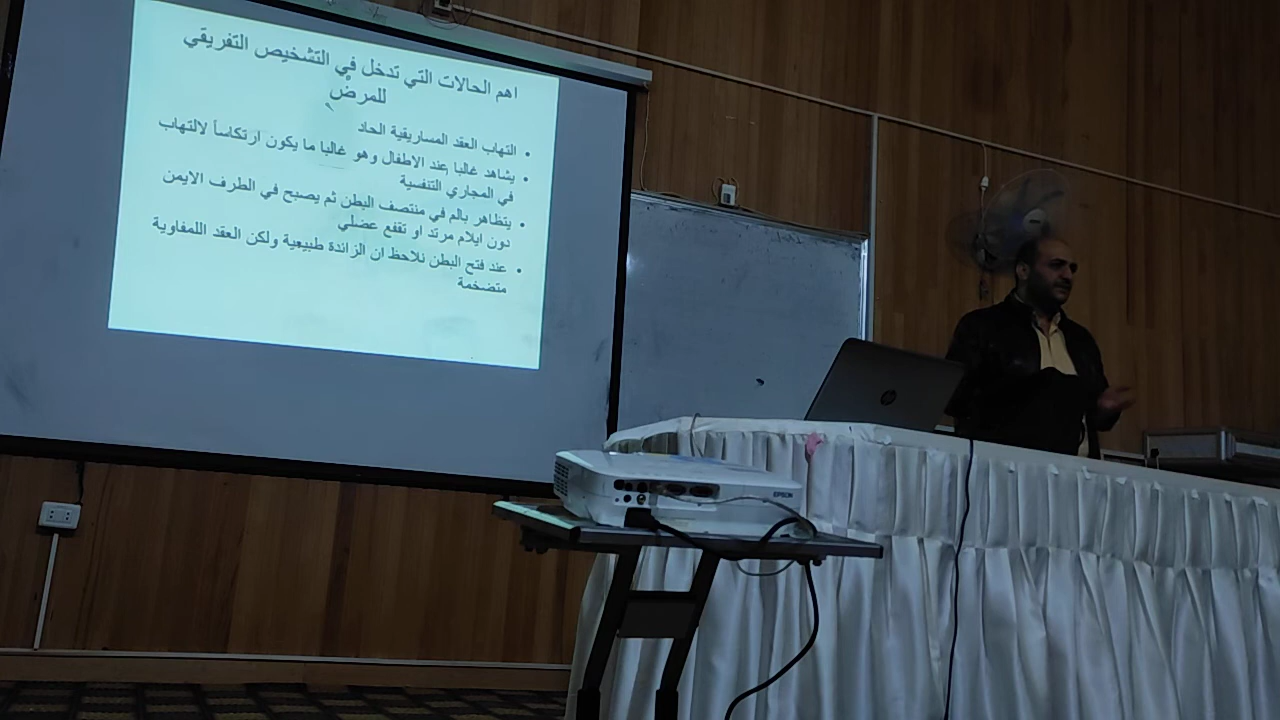 اهم الحالات التي تدخل في التشخيص التفريقي
للمرض
• التهاب العقد المساريقية الحاد
• يشاهد غالبا عند الاطفال وهو غالبا ما يكون ارتكاساً لالتهاب
في المجاري التنفسية
• يتظاهر بالم في منتصف البطن ثم يصبح في الطرف الايمن
دون ايلام مرتد او تقفع عضلي
• عند فتح البطن نلاحظ ان الزائدة طبيعية ولكن العقد اللمفاوية
متضخمة
hp
EPSON